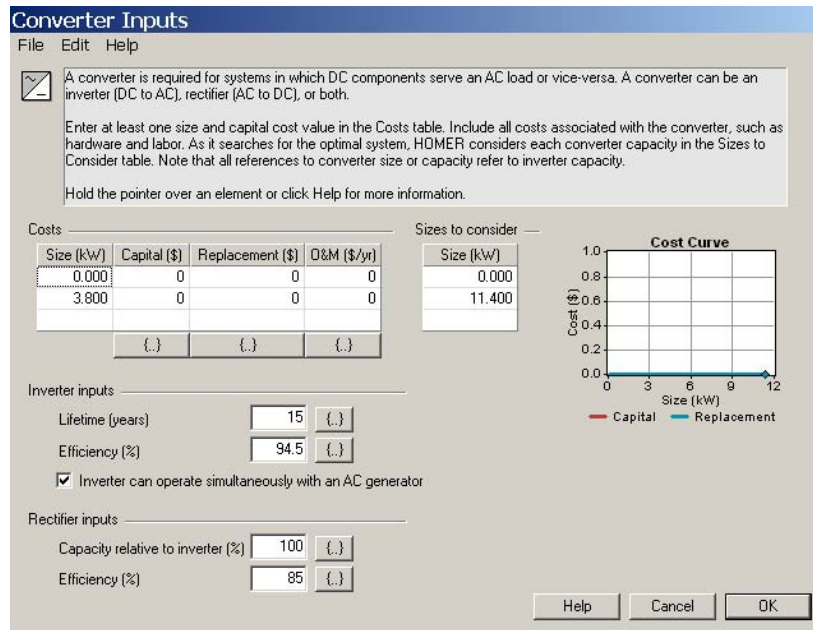 Converter Inputs
File Edit Help
A converter is required for systems in which DC components serve an AC load or vice-versa. A converter can be an
inverter (DC to AC), rectifier (AC to DC), or both.
Enter at least one size and capital cost value in the Costs table. Include all costs associated with the converter, such as
hardware and labor. As it searches for the optimal system, HOMER considers each converter capacity in the Sizes to
Consider table. Note that all references to converter size or capacity refer to inverter capacity.
Hold the pointer over an element or click Help for more information.
Costs
Size (kW) Capital ($) Replacement ($) O&M ($/yr)
0.000 0 0 0
3.800 0 0 0
{..} {..} {..}
Sizes to consider
Size (kW)
0.000
11.400
Cost Curve
Cost ($)
1.0
0.8
0.6
0.4
0.2
0.0
0 3 6 9 12
Size (kW)
Capital Replacement
Inverter inputs
Lifetime (years) 15 {..}
Efficiency (%) 94.5 {..}
Inverter can operate simultaneously with an AC generator
Rectifier inputs
Capacity relative to inverter (%) 100 {..}
Efficiency (%) 85 {..}
Help Cancel OK